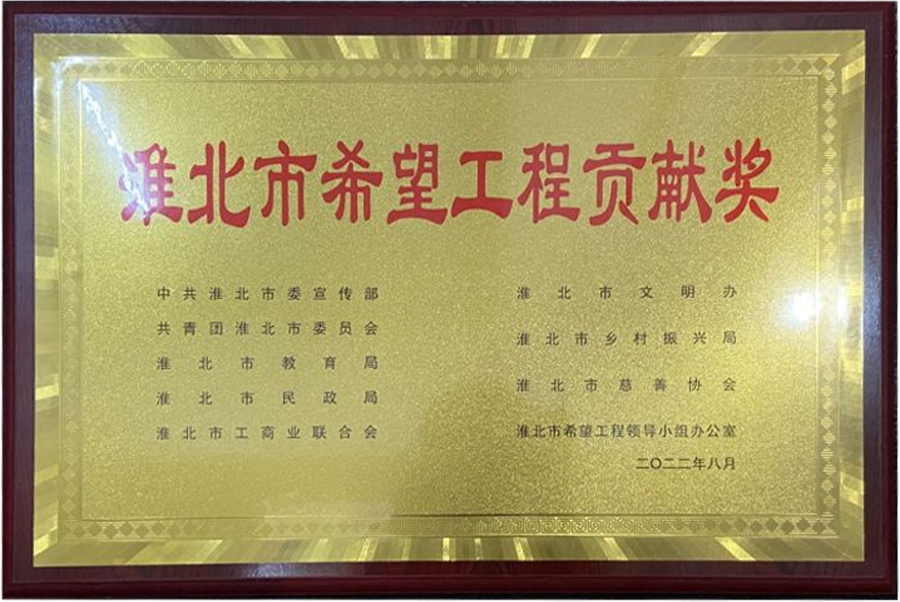 淮北市希望工程贡献奖
中共淮北市委宣传部
共青团淮北市委员会
淮北市教育局
淮北市民政局
淮北市工商业联合会
淮北市文明办
淮北市乡村振兴局
淮北市慈善协会
淮北市希望工程领导小组办公室
二〇二二年八月